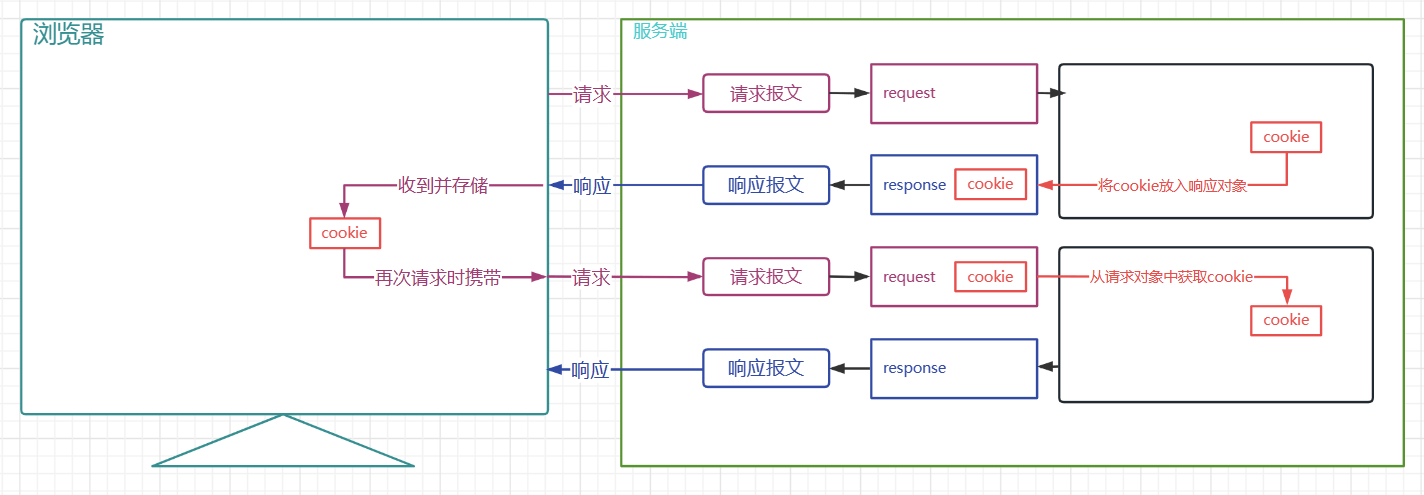 浏览器
服务端
请求
请求报文
request
cookie
收到并存储
响应
响应报文
response
cookie
将cookie放入响应对象
cookie
再次请求时携带
请求
请求报文
request
cookie
从请求对象中获取cookie
cookie
响应
响应报文
response